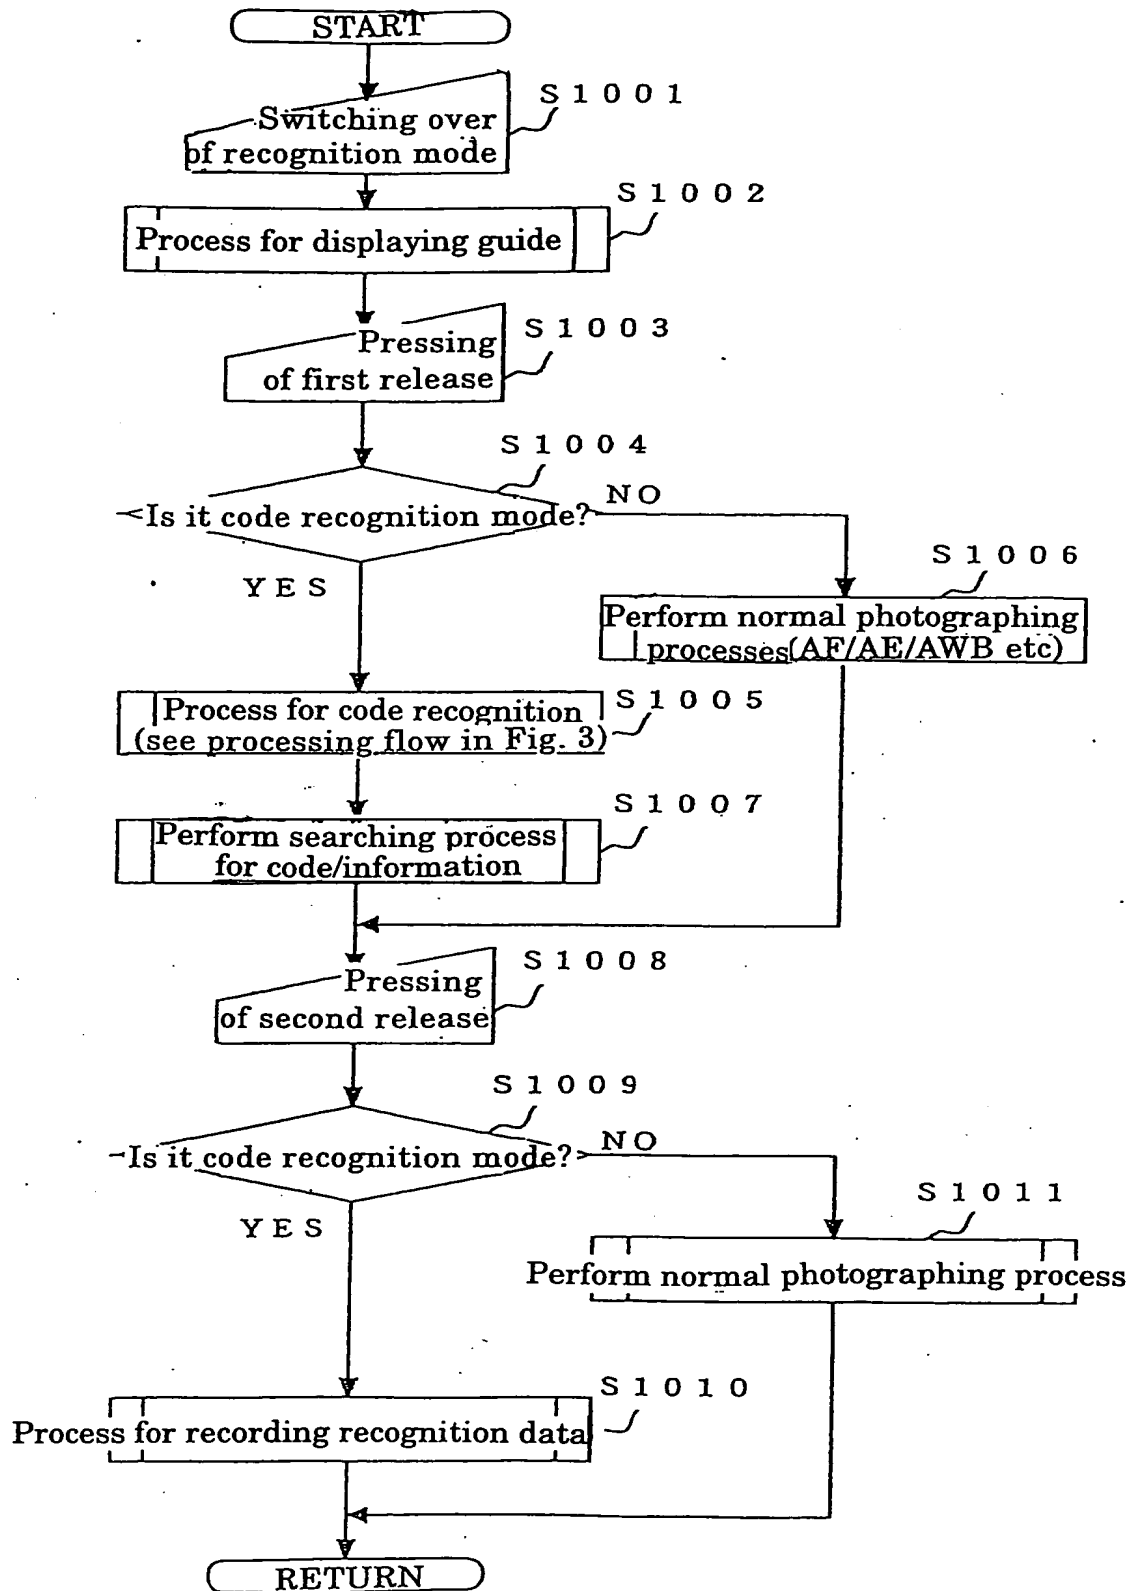 START
S1001
Switching over
of recognition mode
S1002
Process for displaying guide
S1003
Pressing
of first release
S1004
Is it code recognition mode?
NO
YES
S1006
Perform normal photographing
processes(AF/AE/AWB etc)
S1005
Process for code recognition
(see processing flow in Fig. 3)
S1007
Perform searching process
for code/information
S1008
Pressing
of second release
S1009
Is it code recognition mode?
NO
YES
S1011
Perform normal photographing process
S1010
Process for recording recognition data
RETURN